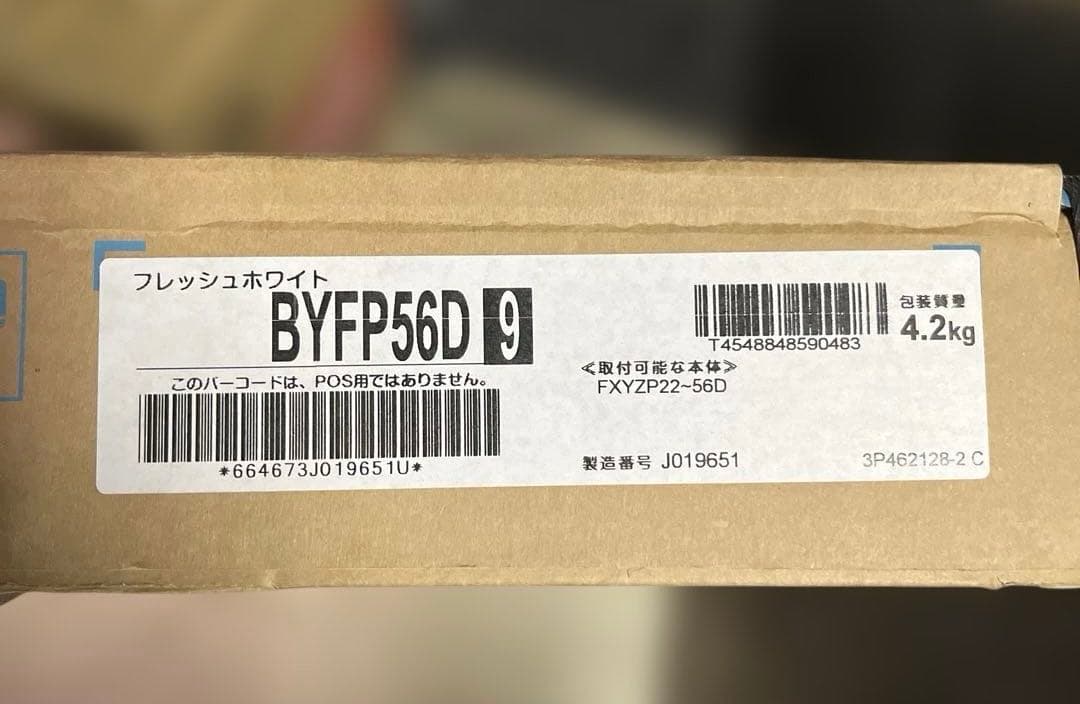 フレッシュホワイト
BYFP56D 9
このバーコードは、POS用ではありません。
*664673J019651U*
T4548848590483
包装質量
4.2kg
≪取付可能な本体≫
FXYZP22~56D
製造番号 J019651
3P462128-2 C